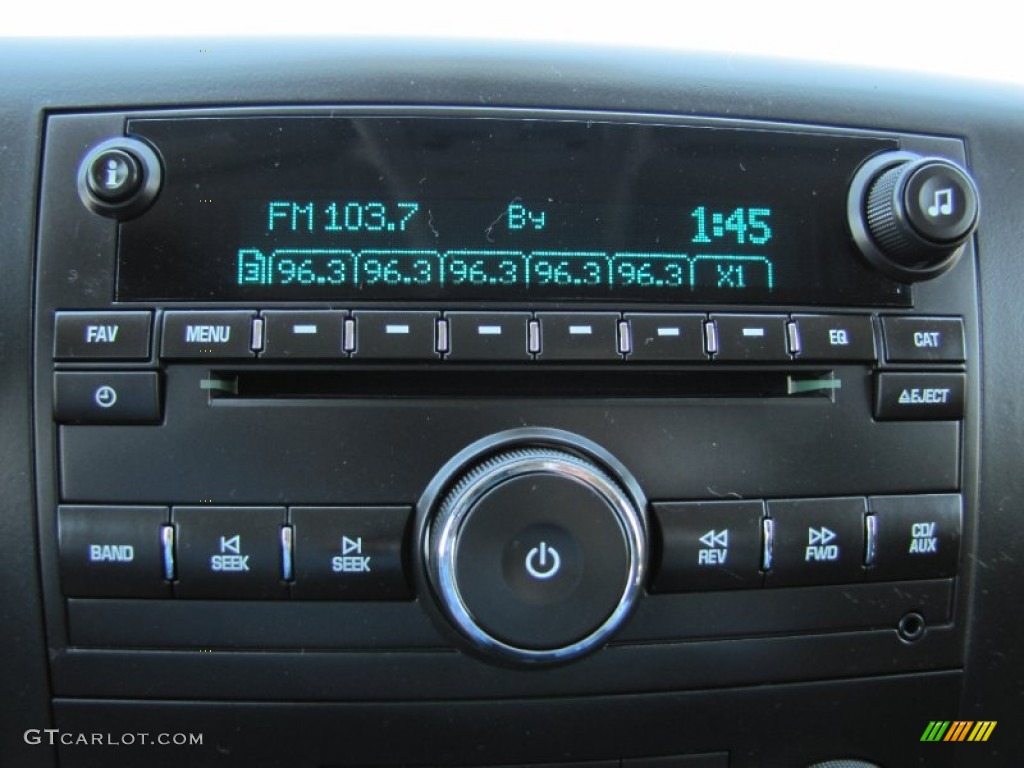 i
FM 103.7 By 1:45
3 96.3 96.3 96.3 96.3 96.3 X1
FAV MENU EQ CAT
EJECT
BAND SEEK SEEK REV FWD CD/
AUX
GTCARLOT.COM